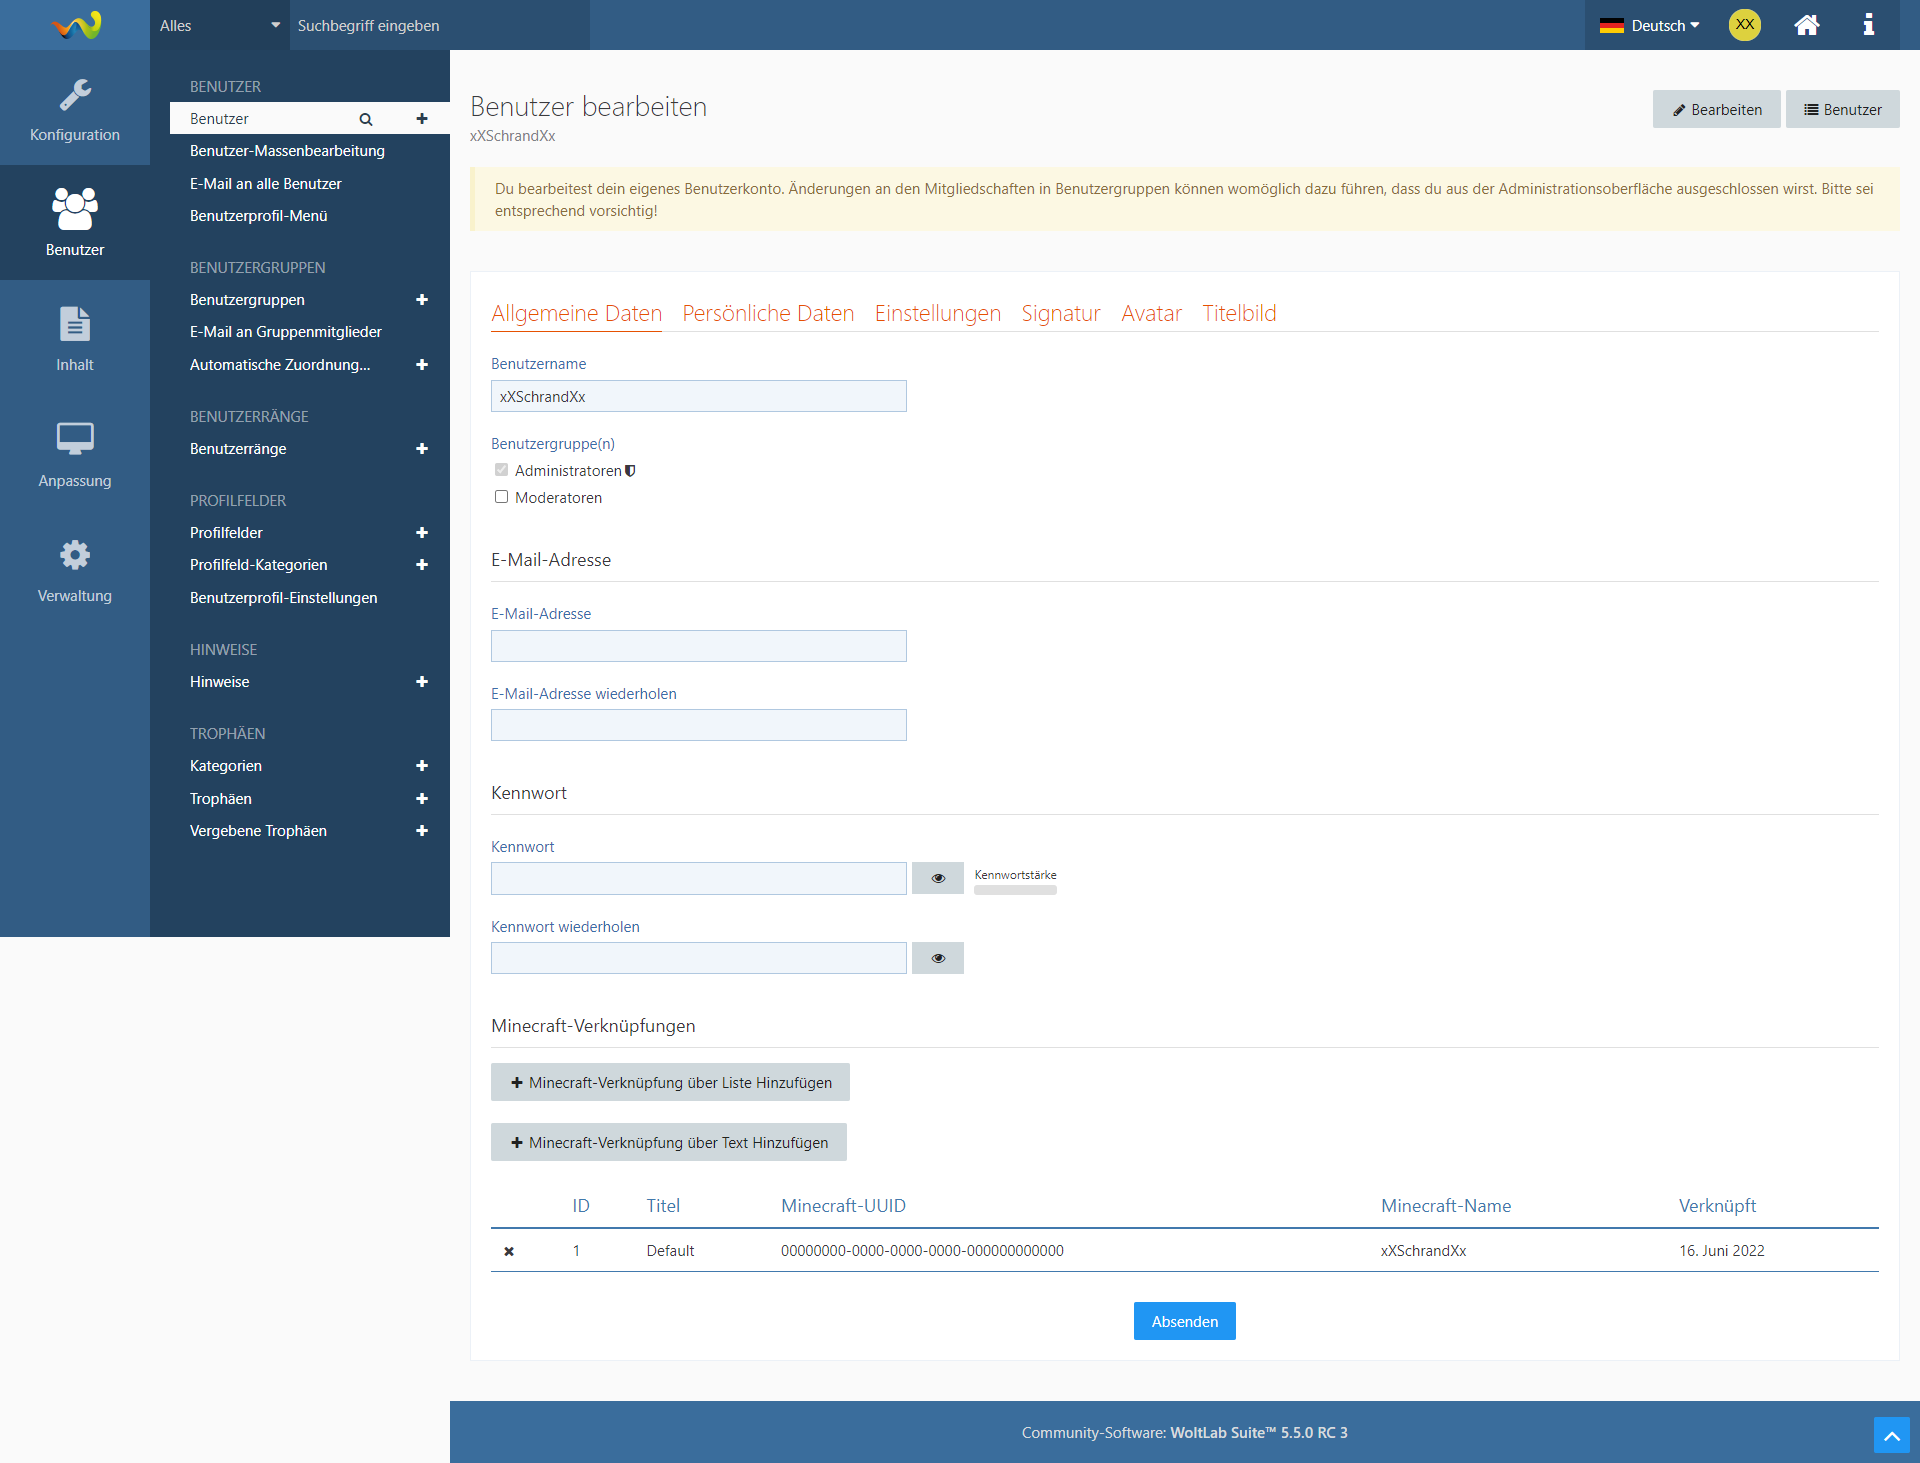 Alles
Suchbegriff eingeben
Deutsch
XX
Konfiguration
Benutzer
Inhalt
Anpassung
Verwaltung
BENUTZER
Benutzer
Benutzer-Massenbearbeitung
E-Mail an alle Benutzer
Benutzerprofil-Menü
BENUTZERGRUPPEN
Benutzergruppen
E-Mail an Gruppenmitglieder
Automatische Zuordnung...
BENUTZERRÄNGE
Benutzerränge
PROFILFELDER
Profilfelder
Profilfeld-Kategorien
Benutzerprofil-Einstellungen
HINWEISE
Hinweise
TROPHÄEN
Kategorien
Trophäen
Vergebene Trophäen
Benutzer bearbeiten
xXSchrandXx
Bearbeiten
Benutzer
Du bearbeitest dein eigenes Benutzerkonto. Änderungen an den Mitgliedschaften in Benutzergruppen können womöglich dazu führen, dass du aus der Administrationsoberfläche ausgeschlossen wirst. Bitte sei
entsprechend vorsichtig!
Allgemeine Daten Persönliche Daten Einstellungen Signatur Avatar Titelbild
Benutzername
xXSchrandXx
Benutzergruppe(n)
Administratoren
Moderatoren
E-Mail-Adresse
E-Mail-Adresse
E-Mail-Adresse wiederholen
Kennwort
Kennwort
Kennwortstärke
Kennwort wiederholen
Minecraft-Verknüpfungen
Minecraft-Verknüpfung über Liste Hinzufügen
Minecraft-Verknüpfung über Text Hinzufügen
ID Titel Minecraft-UUID Minecraft-Name Verknüpft
1 Default 00000000-0000-0000-0000-000000000000 xXSchrandXx 16. Juni 2022
Absenden
Community-Software: WoltLab Suite™ 5.5.0 RC 3